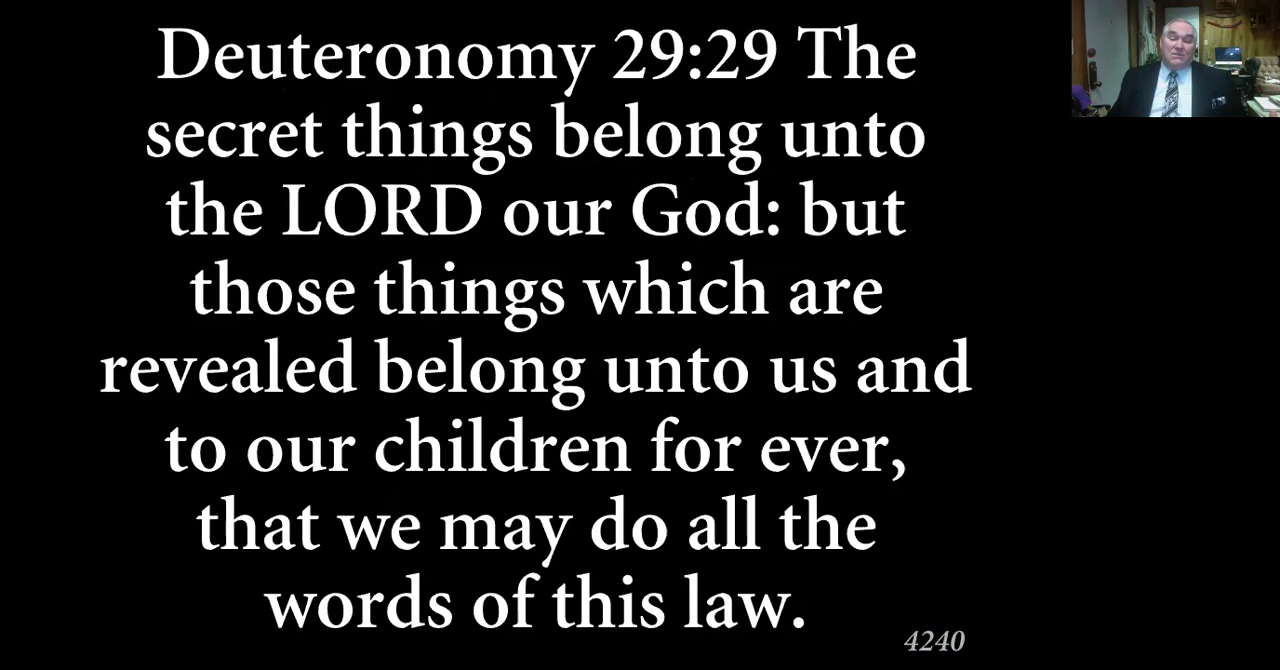 Deuteronomy 29:29 The
secret things belong unto
the LORD our God: but
those things which are
revealed belong unto us and
to our children for ever,
that we may do all the
words of this law.
4240